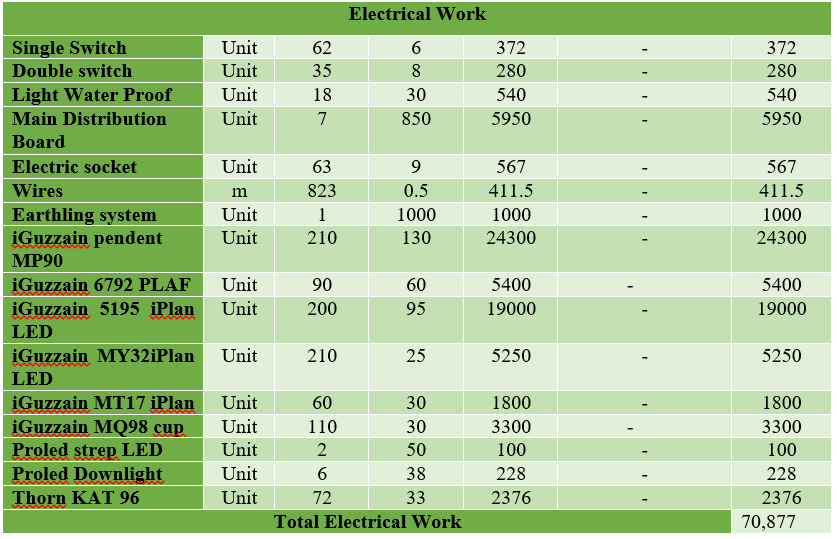 Electrical Work
Single Switch Unit 62 6 372 - 372
Double switch Unit 35 8 280 - 280
Light Water Proof Unit 18 30 540 - 540
Main Distribution Unit 7 850 5950 - 5950
Board
Electric socket Unit 63 9 567 - 567
Wires m 823 0.5 411.5 - 411.5
Earthling system Unit 1 1000 1000 - 1000
iGuzzain pendent Unit 210 130 24300 - 24300
MP90
iGuzzain 6792 PLAF Unit 90 60 5400 - 5400
iGuzzain 5195 iPlan Unit 200 95 19000 - 19000
LED
iGuzzain MY32iPlan Unit 210 25 5250 - 5250
LED
iGuzzain MT17 iPlan Unit 60 30 1800 - 1800
iGuzzain MQ98 cup Unit 110 30 3300 - 3300
Proled strep LED Unit 2 50 100 - 100
Proled Downlight Unit 6 38 228 - 228
Thorn KAT 96 Unit 72 33 2376 - 2376
Total Electrical Work 70,877